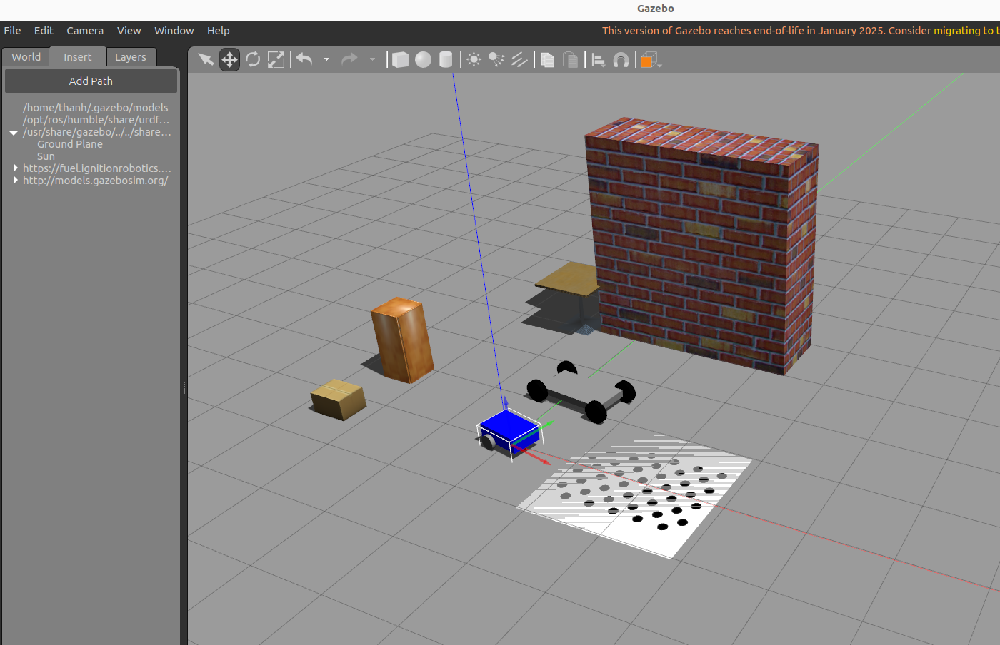 Gazebo
File Edit Camera View Window Help
This version of Gazebo reaches end-of-life in January 2025. Consider migrating to t
World Insert Layers
Add Path
/home/thanh/.gazebo/models
/opt/ros/humble/share/urdf...
/usr/share/gazebo/../../share...
Ground Plane
Sun
https://fuel.ignitionrobotics....
http://models.gazebosim.org/